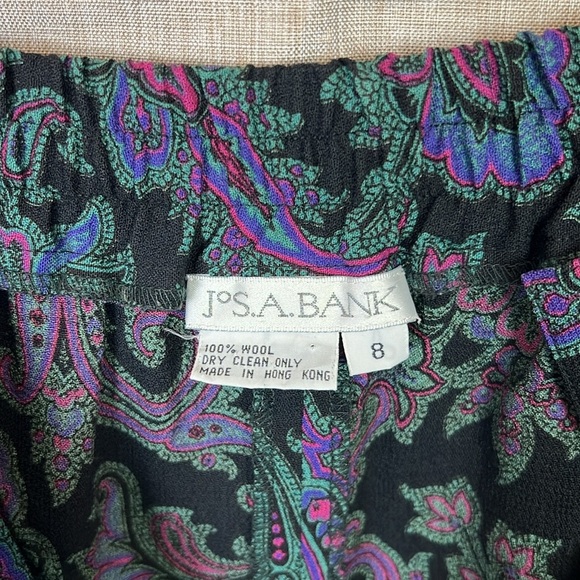 JoS.A.BANK
100% WOOL
DRY CLEAN ONLY
MADE IN HONG KONG
8